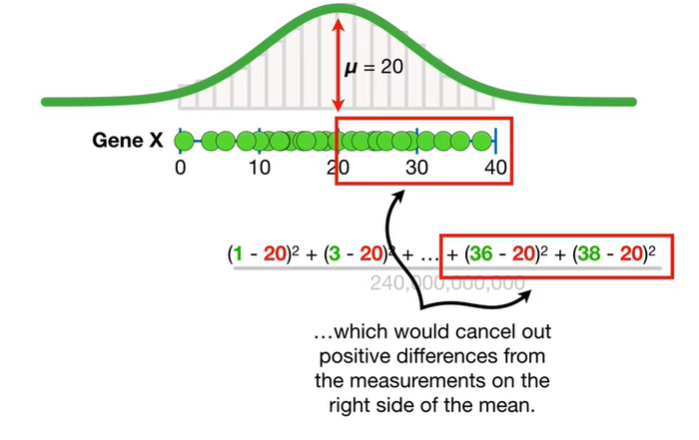 μ = 20
Gene X
0 10 20 30 40
(1 - 20)² + (3 - 20)² + … + (36 - 20)² + (38 - 20)²
240,000,000,000
…which would cancel out
positive differences from
the measurements on the
right side of the mean.